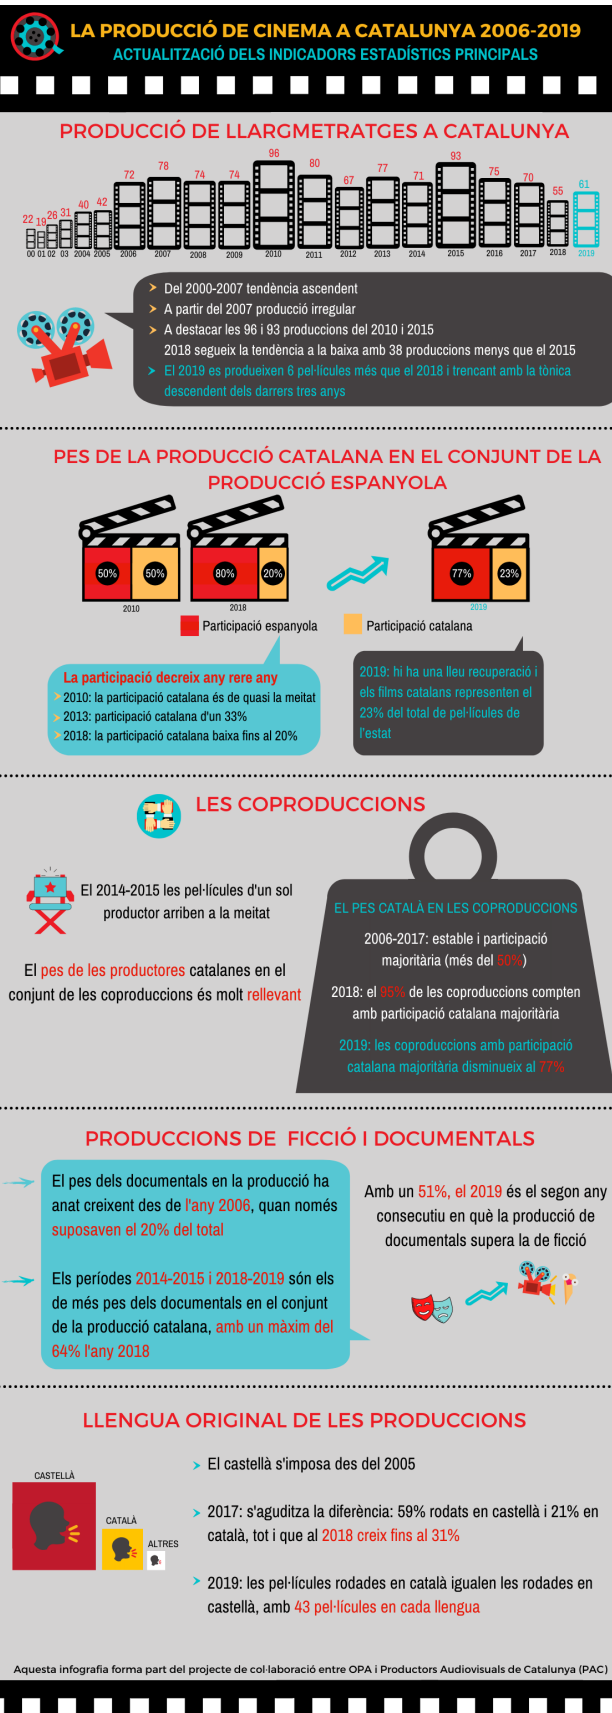 LA PRODUCCIÓ DE CINEMA A CATALUNYA 2006-2019
ACTUALITZACIÓ DELS INDICADORS ESTADÍSTICS PRINCIPALS
PRODUCCIÓ DE LLARGMETRATGES A CATALUNYA
22 19 26 31 40 42 72 78 74 74 96 80 67 77 71 93 75 70 55 61
00 01 02 03 2004 2005 2006 2007 2008 2009 2010 2011 2012 2013 2014 2015 2016 2017 2018 2019
Del 2000-2007 tendència ascendent
A partir del 2007 producció irregular
A destacar les 96 i 93 produccions del 2010 i 2015
2018 segueix la tendència a la baixa amb 38 produccions menys que el 2015
El 2019 es produeixen 6 pel·lícules més que el 2018 i trencant amb la tònica
descendent dels darrers tres anys
PES DE LA PRODUCCIÓ CATALANA EN EL CONJUNT DE LA
PRODUCCIÓ ESPANYOLA
50% 50% 80% 20% 77% 23%
2010 2018 2019
Participació espanyola Participació catalana
La participació decreix any rere any
2010: la participació catalana és de quasi la meitat
2013: participació catalana d'un 33%
2018: la participació catalana baixa fins al 20%
2019: hi ha una lleu recuperació i
els films catalans representen el
23% del total de pel·lícules de
l'estat
LES COPRODUCCIONS
El 2014-2015 les pel·lícules d'un sol
productor arriben a la meitat
El pes de les productores catalanes en el
conjunt de les coproduccions és molt rellevant
EL PES CATALÀ EN LES COPRODUCCIONS
2006-2017: estable i participació
majoritària (més del 50%)
2018: el 95% de les coproduccions compten
amb participació catalana majoritària
2019: les coproduccions amb participació
catalana majoritària disminueix al 77%
PRODUCCIONS DE FICCIÓ I DOCUMENTALS
El pes dels documentals en la producció ha
anat creixent des de l'any 2006, quan només
suposaven el 20% del total
Els períodes 2014-2015 i 2018-2019 són els
de més pes dels documentals en el conjunt
de la producció catalana, amb un màxim del
64% l'any 2018
Amb un 51%, el 2019 és el segon any
consecutiu en què la producció de
documentals supera la de ficció
LLENGUA ORIGINAL DE LES PRODUCCIONS
CASTELLÀ
CATALÀ
ALTRES
El castellà s'imposa des del 2005
2017: s'aguditza la diferència: 59% rodats en castellà i 21% en
català, tot i que al 2018 creix fins al 31%
2019: les pel·lícules rodades en català igualen les rodades en
castellà, amb 43 pel·lícules en cada llengua
Aquesta infografia forma part del projecte de col·laboració entre OPA i Productors Audiovisuals de Catalunya (PAC)